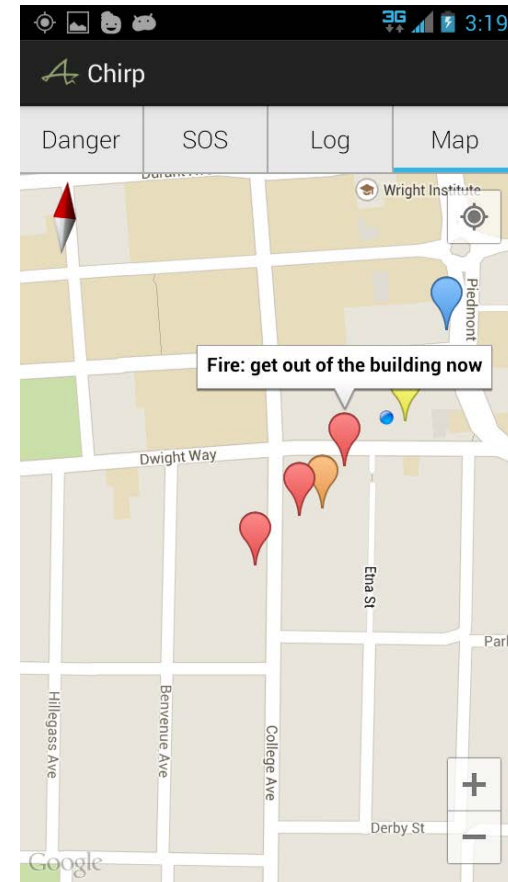 3G 3:19
Chirp
Danger SOS Log Map
Wright Institute
Piedmont
Fire: get out of the building now
Dwight Way
Etna St
Hillegass Ave
Benvenue Ave
College Ave
Derby St
Google